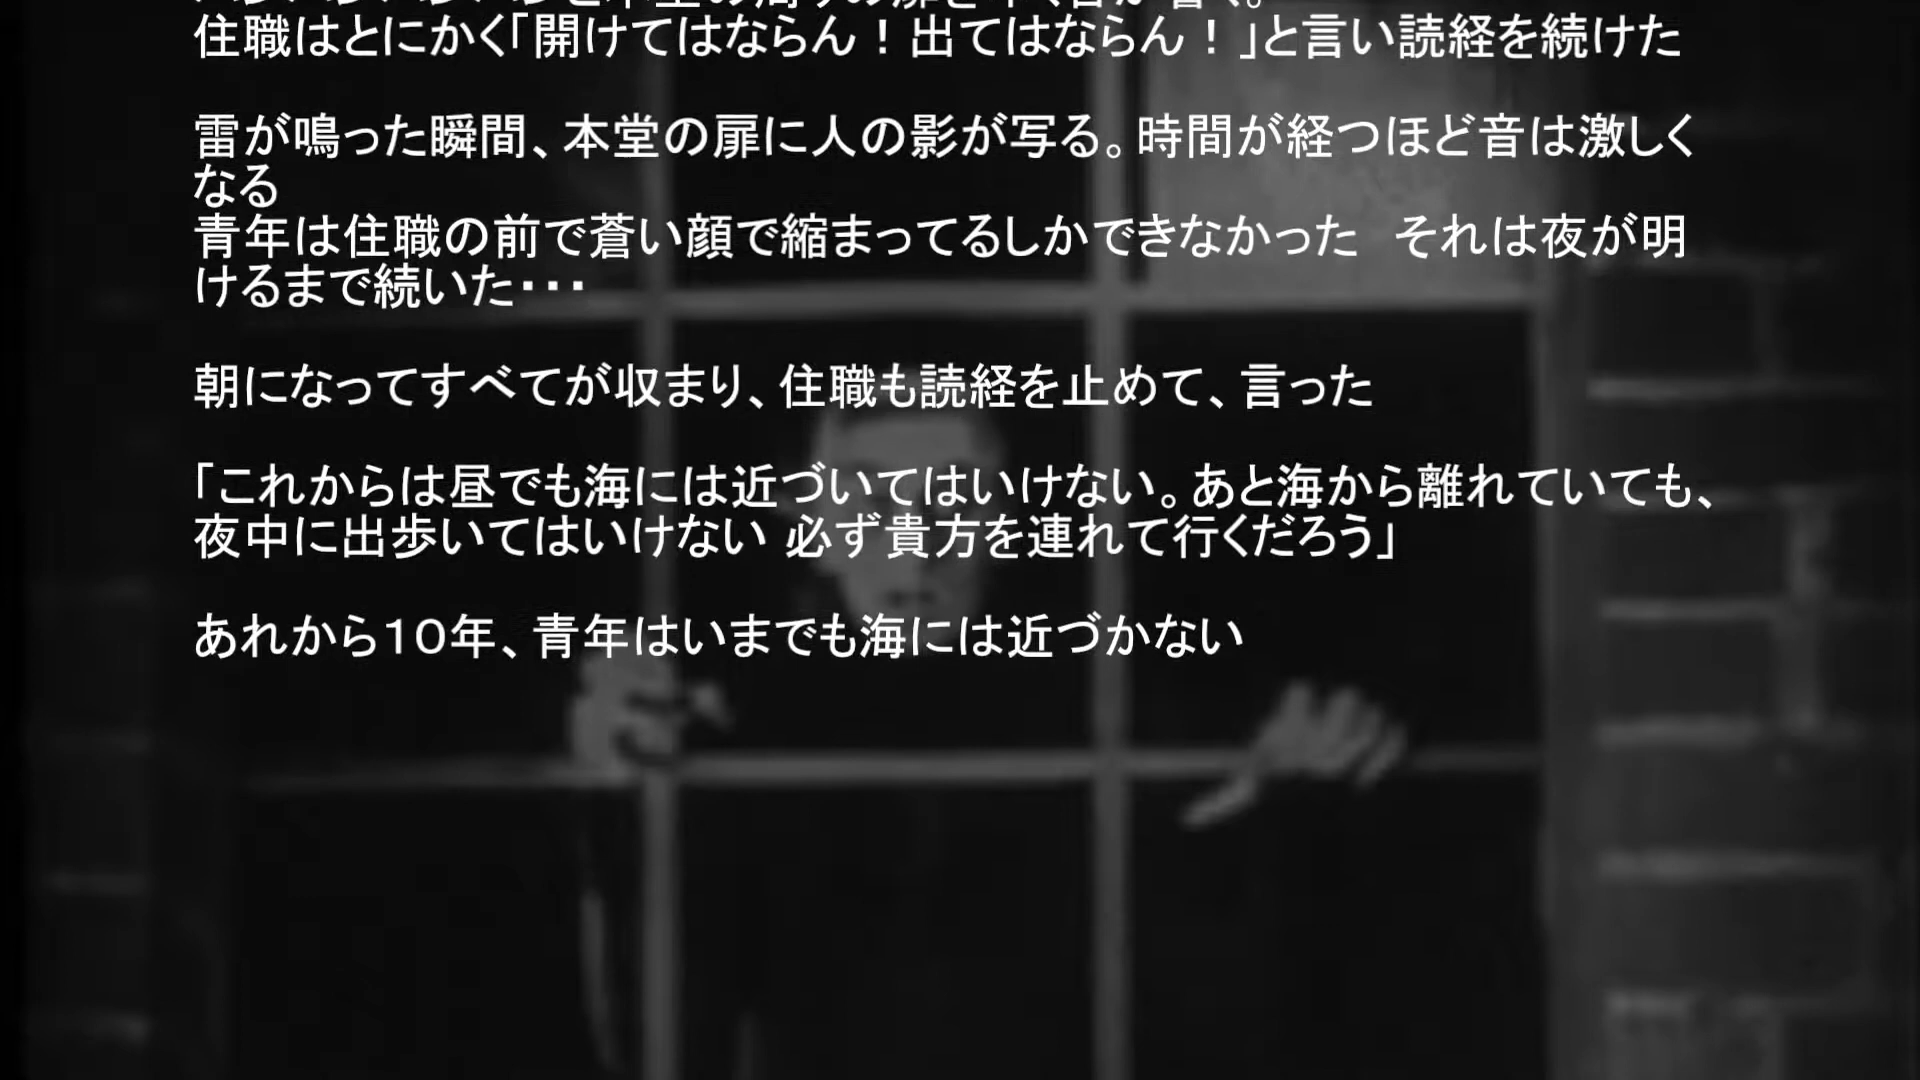 住職はとにかく「開けてはならん！出てはならん！」と言い読経を続けた
雷が鳴った瞬間、本堂の扉に人の影が写る。時間が経つほど音は激しく
なる
青年は住職の前で蒼い顔で縮まってるしかできなかった　それは夜が明
けるまで続いた・・・
朝になってすべてが収まり、住職も読経を止めて、言った
「これからは昼でも海には近づいてはいけない。あと海から離れていても、
夜中に出歩いてはいけない 必ず貴方を連れて行くだろう」
あれから１０年、青年はいまでも海には近づかない